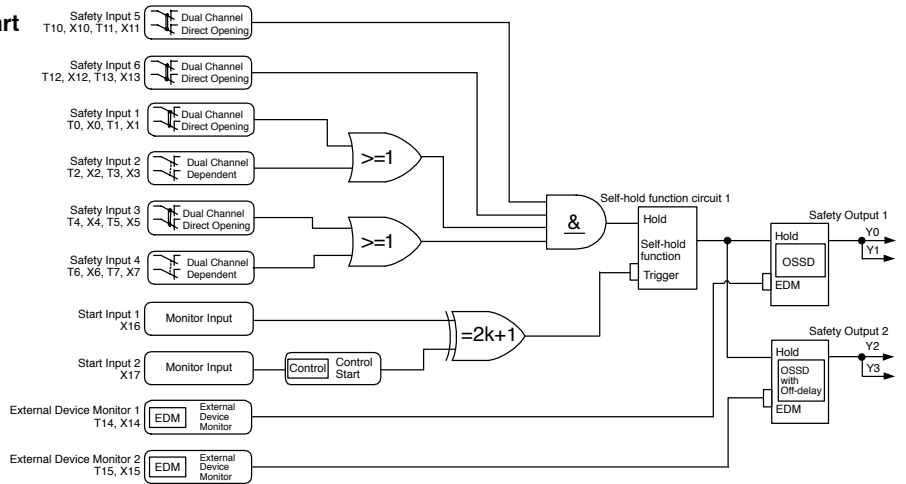 art
Safety Input 5
T10, X10, T11, X11
Dual Channel
Direct Opening
Safety Input 6
T12, X12, T13, X13
Dual Channel
Direct Opening
Safety Input 1
T0, X0, T1, X1
Dual Channel
Direct Opening
Safety Input 2
T2, X2, T3, X3
Dual Channel
Dependent
>=1
Safety Input 3
T4, X4, T5, X5
Dual Channel
Direct Opening
Safety Input 4
T6, X6, T7, X7
Dual Channel
Dependent
>=1
&
Self-hold function circuit 1
Hold
Self-hold
function
Trigger
Safety Output 1
Hold
OSSD
EDM
Y0
Y1
Start Input 1
X16
Monitor Input
Start Input 2
X17
Monitor Input
Control
Control
Start
=2k+1
Safety Output 2
Hold
OSSD
with
Off-delay
EDM
Y2
Y3
External Device Monitor 1
T14, X14
EDM
External
Device
Monitor
External Device Monitor 2
T15, X15
EDM
External
Device
Monitor